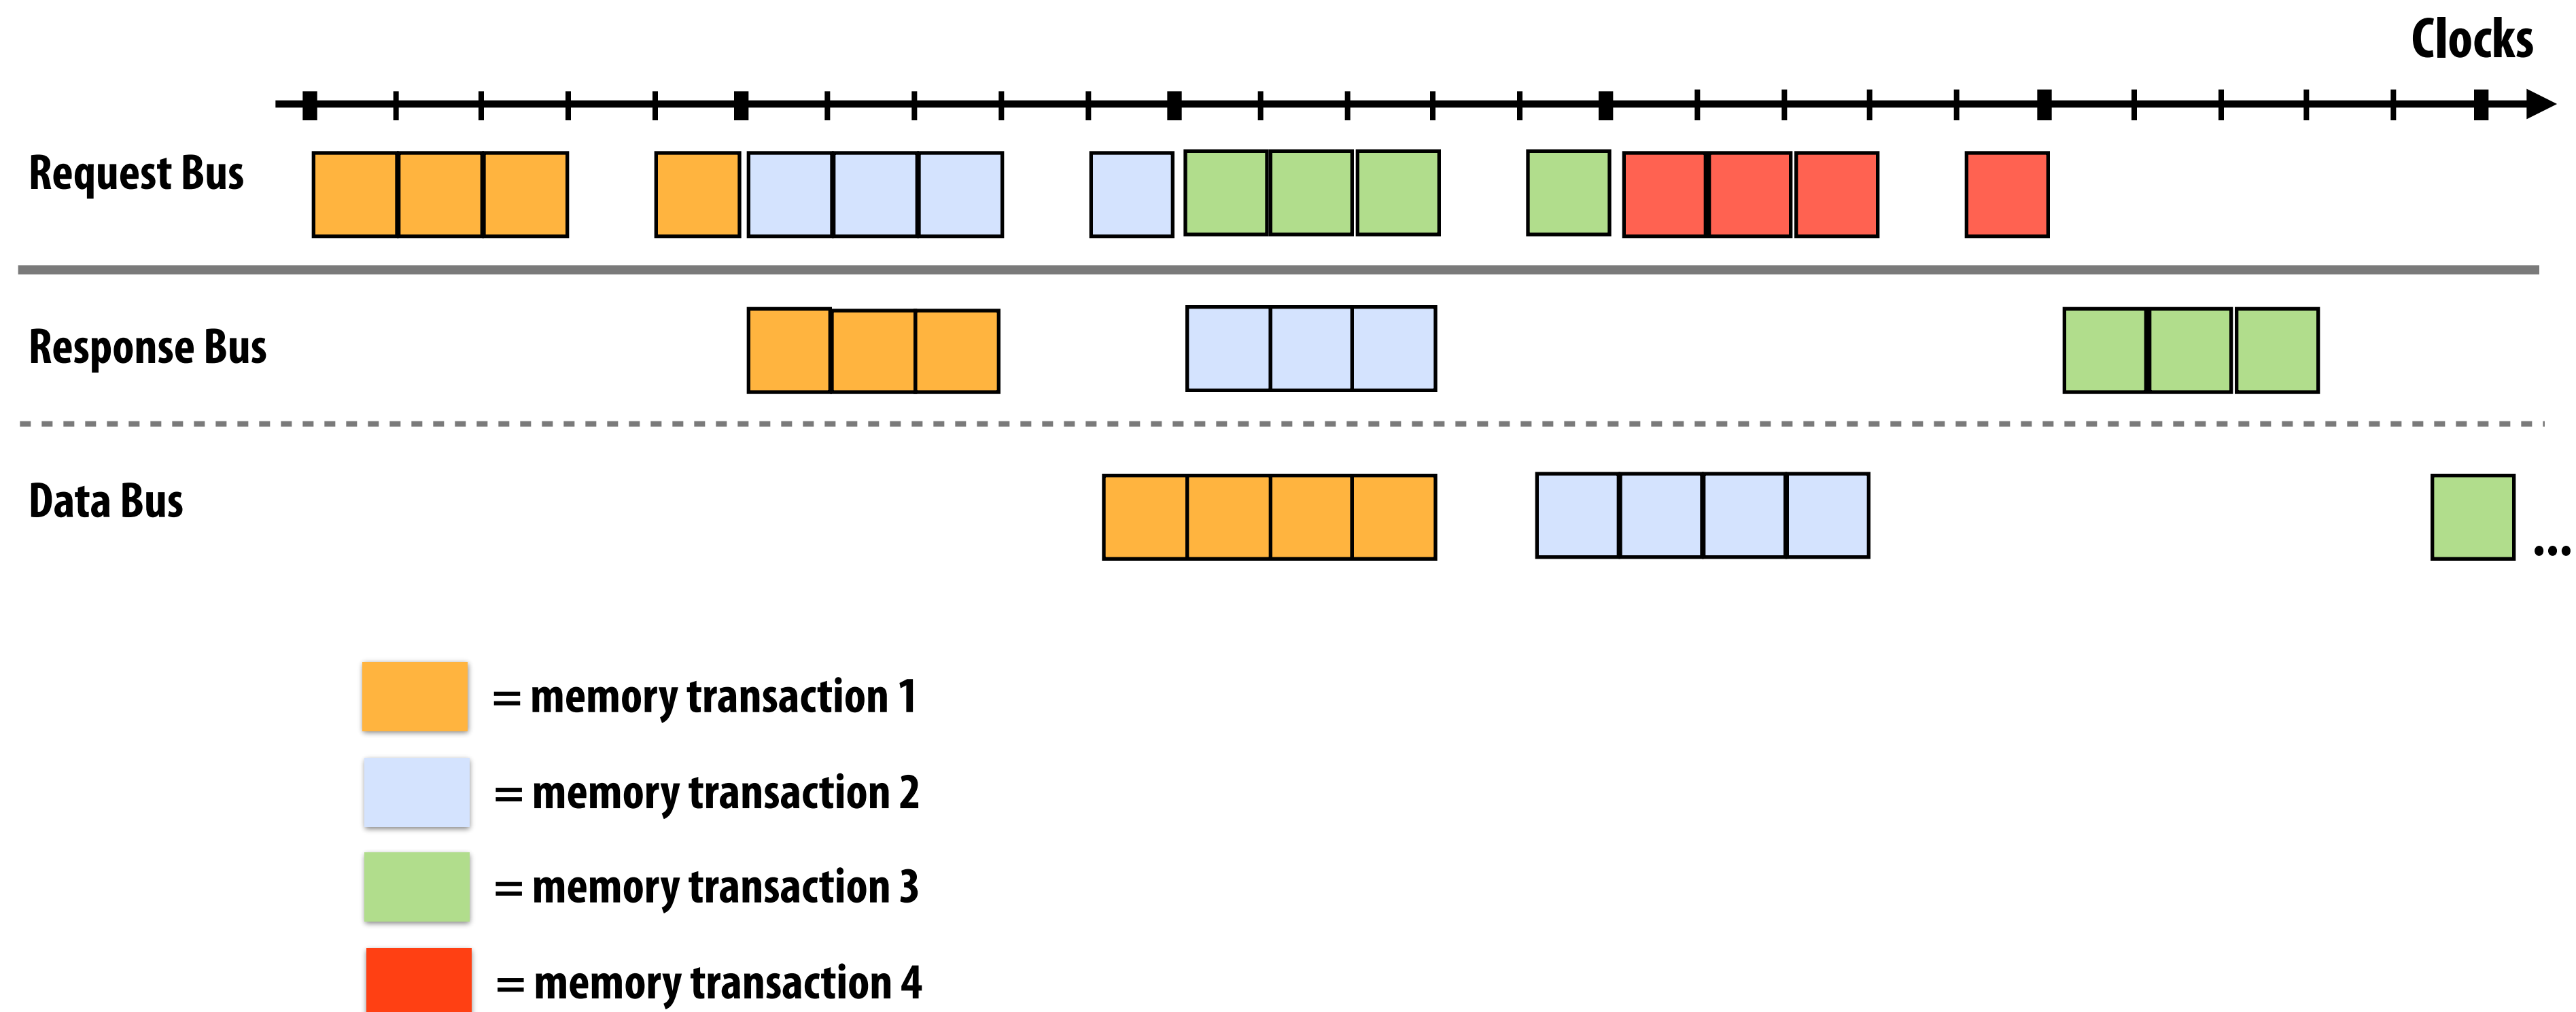 Clocks
Request Bus
Response Bus
Data Bus
...
= memory transaction 1
= memory transaction 2
= memory transaction 3
= memory transaction 4